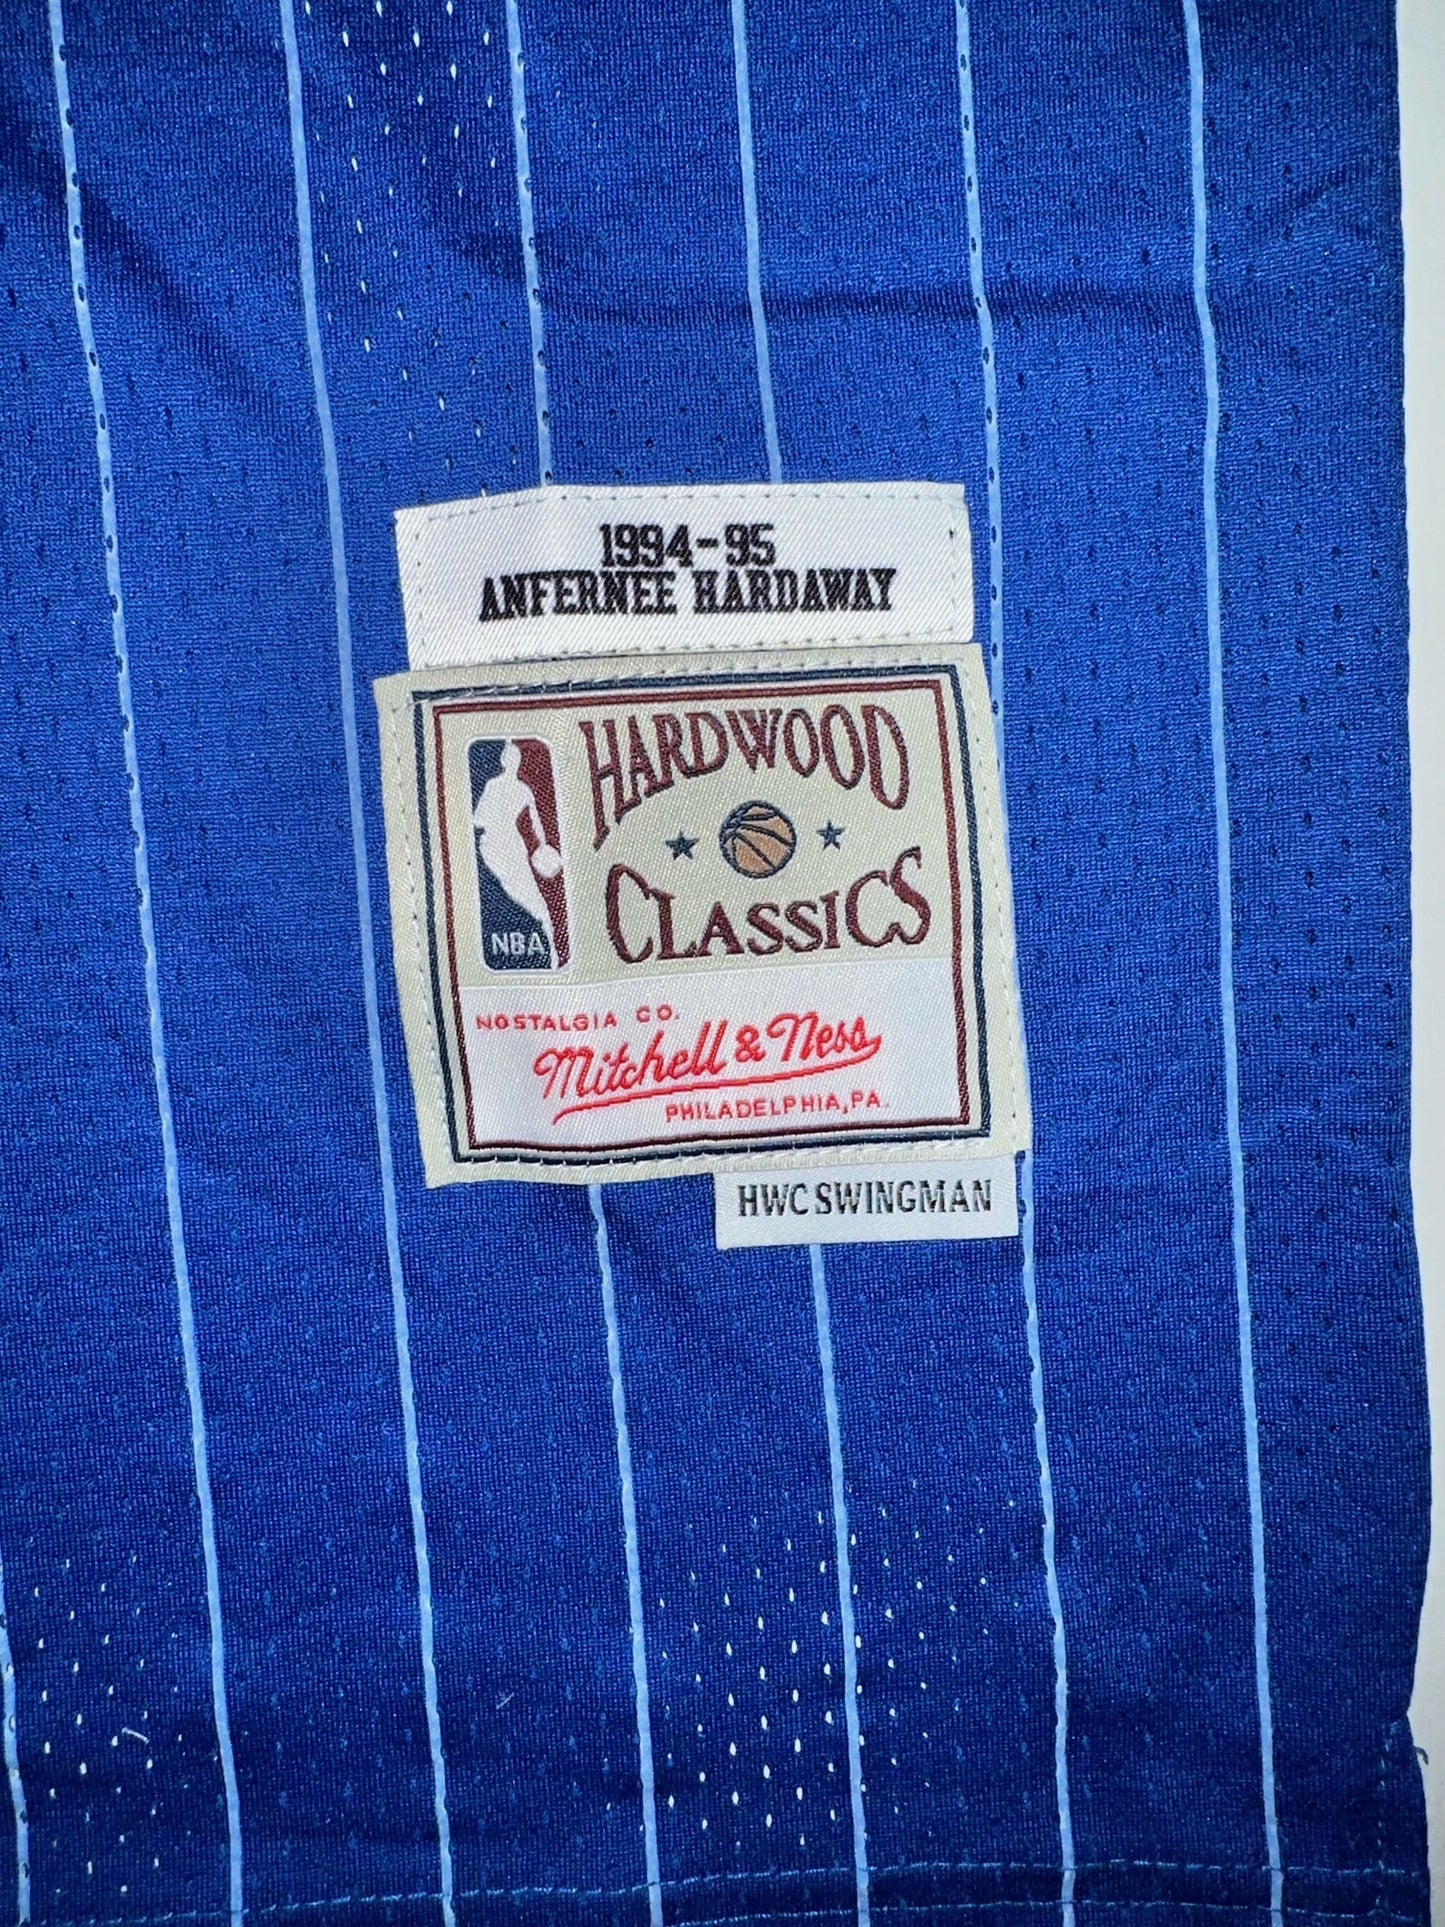 1994-95
ANFERNEE HARDAWAY
HARDWOOD
CLASSICS
NBA
NOSTALGIA CO.
Mitchell & Ness
PHILADELPHIA, PA.
HWC SWINGMAN